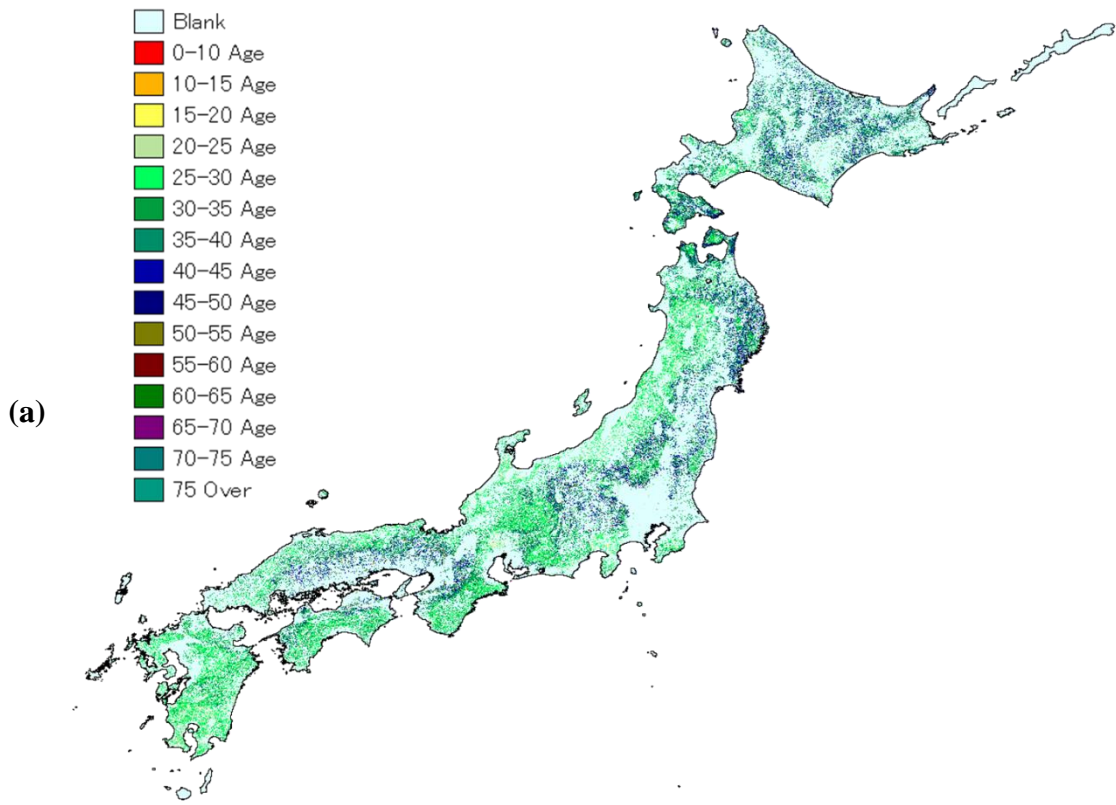 Blank
0-10 Age
10-15 Age
15-20 Age
20-25 Age
25-30 Age
30-35 Age
35-40 Age
40-45 Age
45-50 Age
50-55 Age
55-60 Age
60-65 Age
65-70 Age
70-75 Age
75 Over
(a)